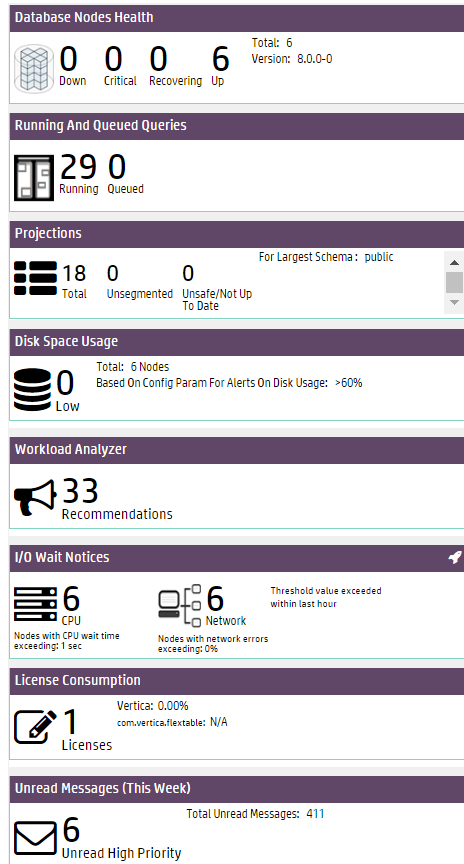 Database Nodes Health
0 0 0 6
Down Critical Recovering Up
Total: 6
Version: 8.0.0-0
Running And Queued Queries
29 0
Running Queued
Projections
For Largest Schema : public
18 0 0
Total Unsegmented Unsafe/Not Up
To Date
Disk Space Usage
Total: 6 Nodes
Based On Config Param For Alerts On Disk Usage: >60%
0
Low
Workload Analyzer
33
Recommendations
I/O Wait Notices
6
CPU
Nodes with CPU wait time
exceeding: 1 sec
6
Network
Nodes with network errors
exceeding: 0%
Threshold value exceeded
within last hour
License Consumption
Vertica: 0.00%
com.vertica.flextable: N/A
1
Licenses
Unread Messages (This Week)
Total Unread Messages: 411
6
Unread High Priority